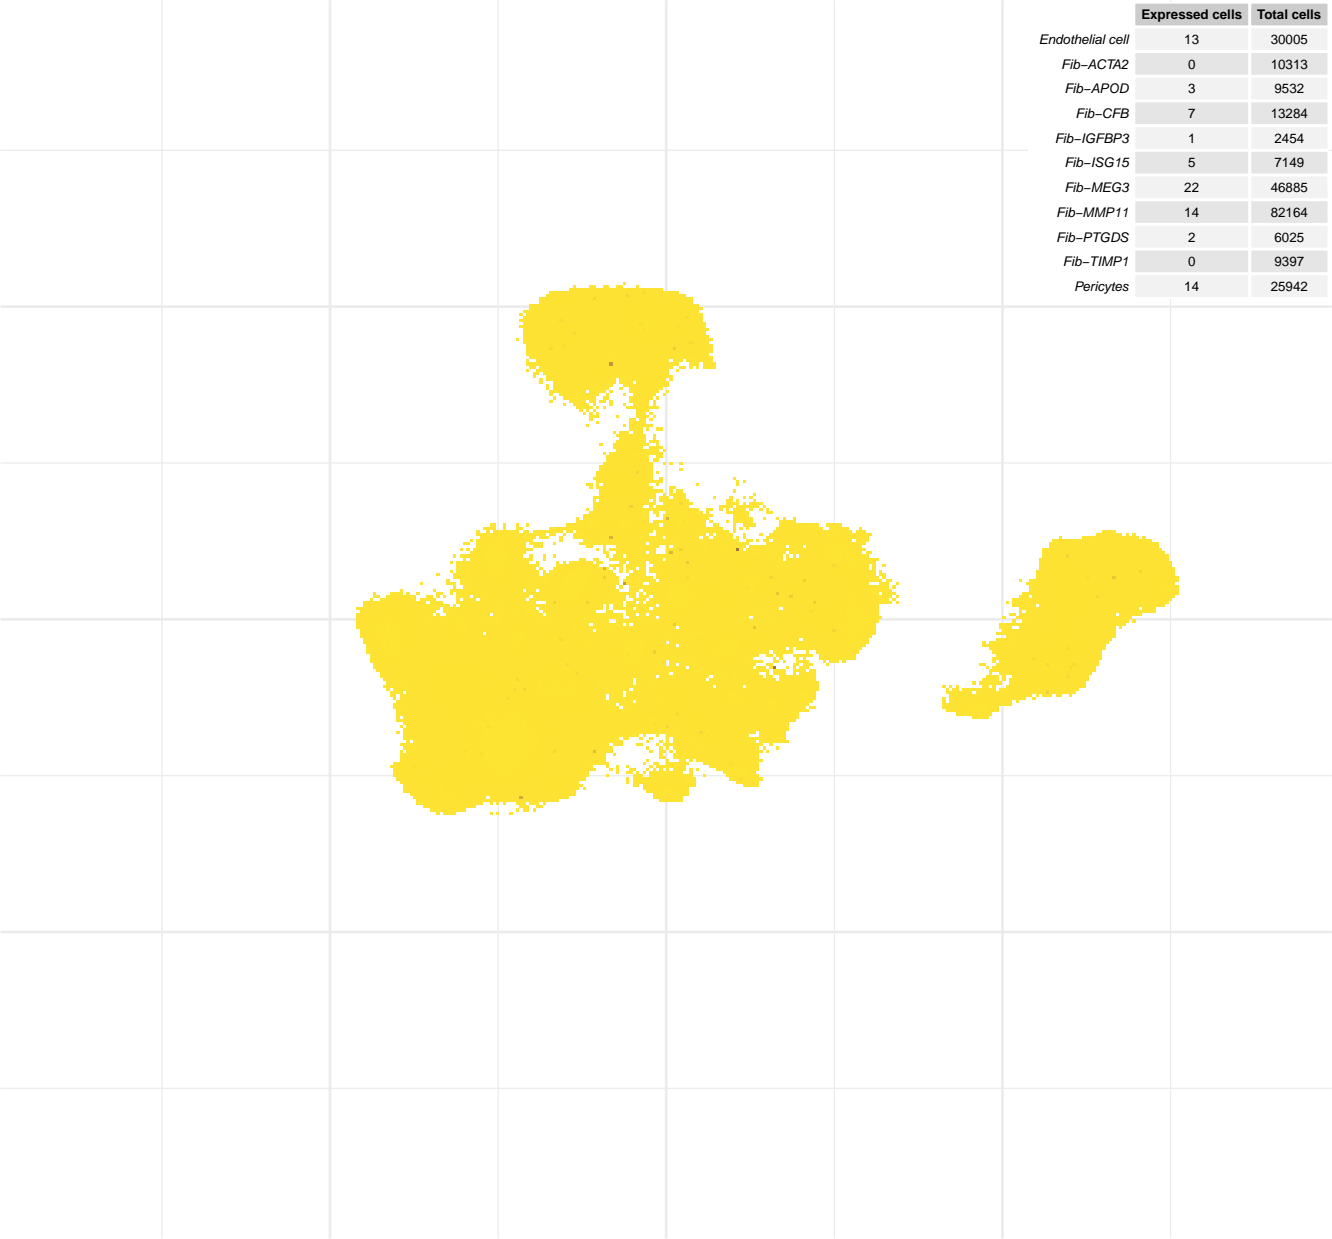 Expressed cells Total cells
Endothelial cell 13 30005
Fib−ACTA2 0 10313
Fib−APOD 3 9532
Fib−CFB 7 13284
Fib−IGFBP3 1 2454
Fib−ISG15 5 7149
Fib−MEG3 22 46885
Fib−MMP11 14 82164
Fib−PTGDS 2 6025
Fib−TIMP1 0 9397
Pericytes 14 25942